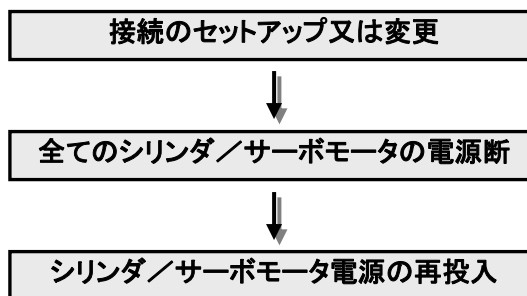 接続のセットアップ又は変更
全てのシリンダ／サーボモータの電源断
シリンダ／サーボモータ電源の再投入